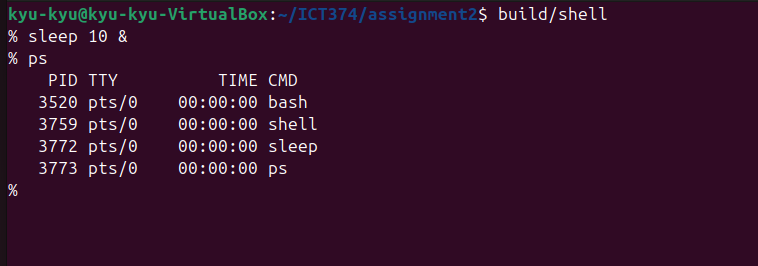 kyu-kyu@kyu-kyu-VirtualBox:~/ICT374/assignment2$ build/shell
% sleep 10 &
% ps
    PID TTY          TIME CMD
   3520 pts/0    00:00:00 bash
   3759 pts/0    00:00:00 shell
   3772 pts/0    00:00:00 sleep
   3773 pts/0    00:00:00 ps
%